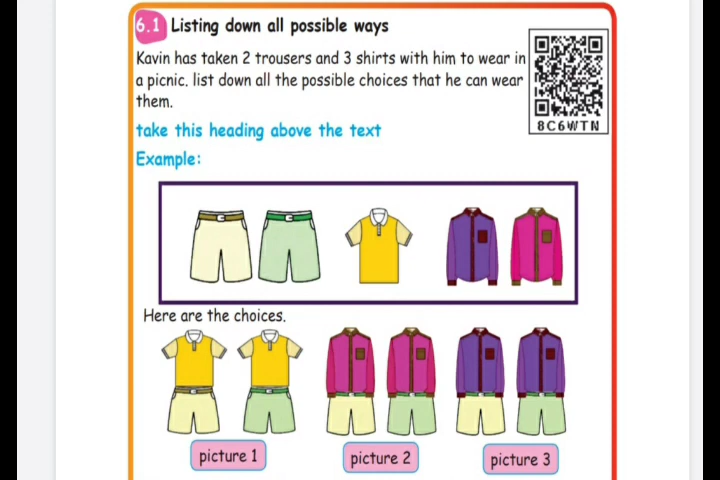 6.1 Listing down all possible ways
Kavin has taken 2 trousers and 3 shirts with him to wear in
a picnic. list down all the possible choices that he can wear
them.
8C6WTN
take this heading above the text
Example:
Here are the choices.
picture 1
picture 2
picture 3